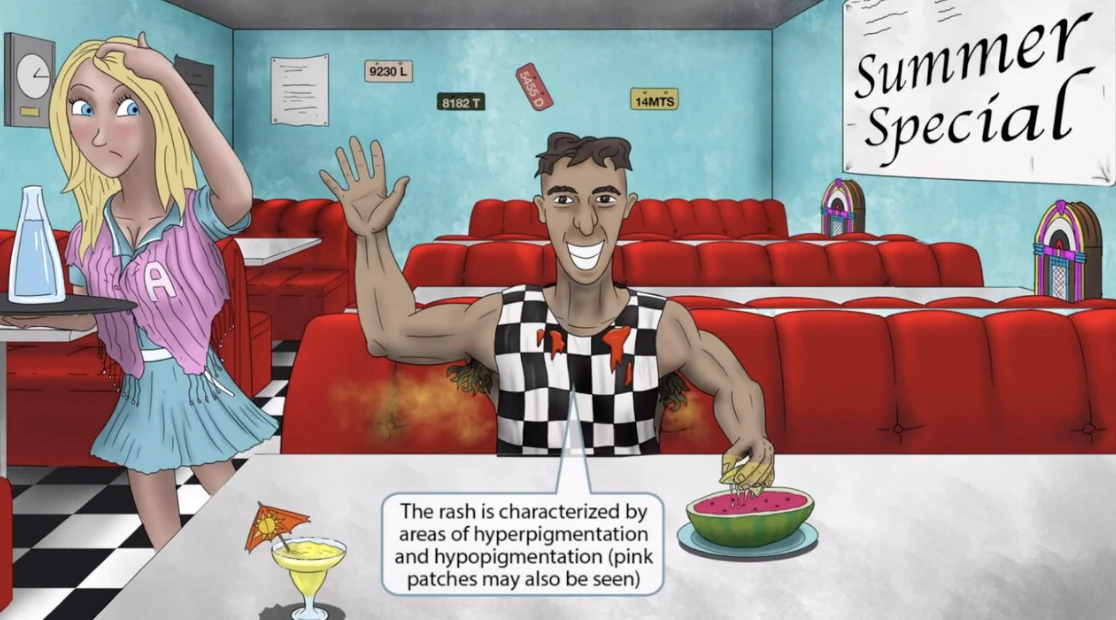 Summer
Special
9230 L
8182 T
5455 D
14MTS
A
The rash is characterized by
areas of hyperpigmentation
and hypopigmentation (pink
patches may also be seen)